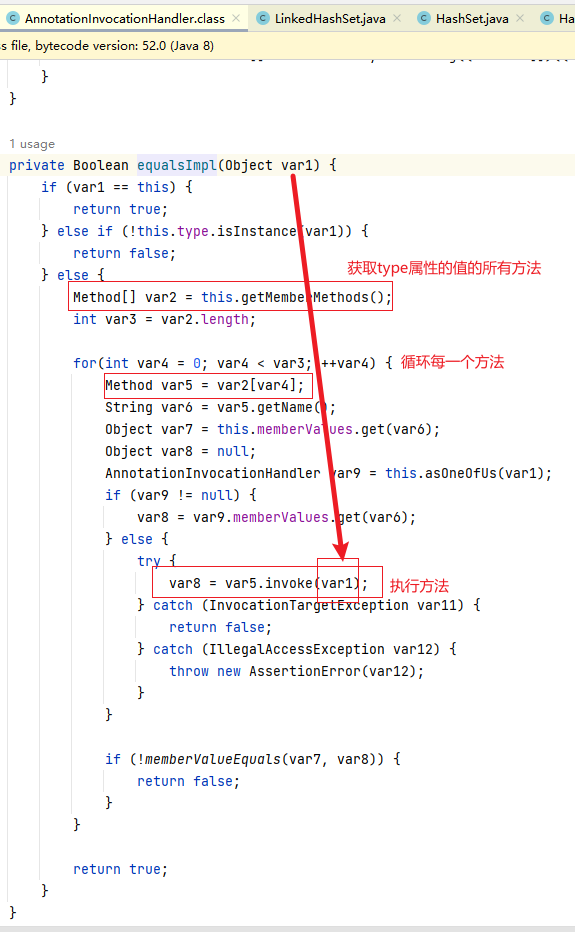 AnnotationInvocationHandler.class × LinkedHashSet.java × HashSet.java × Ha
s file, bytecode version: 52.0 (Java 8)
}
}
1 usage
private Boolean equalsImpl(Object var1) {
if (var1 == this) {
return true;
} else if (!this.type.isInstance(var1)) {
return false;
} else {
获取type属性的值的所有方法
Method[] var2 = this.getMemberMethods();
int var3 = var2.length;
for(int var4 = 0; var4 < var3; ++var4) { 循环每一个方法
Method var5 = var2[var4];
String var6 = var5.getName();
Object var7 = this.memberValues.get(var6);
Object var8 = null;
AnnotationInvocationHandler var9 = this.asOneOfUs(var1);
if (var9 != null) {
var8 = var9.memberValues.get(var6);
} else {
try {
var8 = var5.invoke(var1); 执行方法
} catch (InvocationTargetException var11) {
return false;
} catch (IllegalAccessException var12) {
throw new AssertionError(var12);
}
}
if (!memberValueEquals(var7, var8)) {
return false;
}
}
return true;
}
}